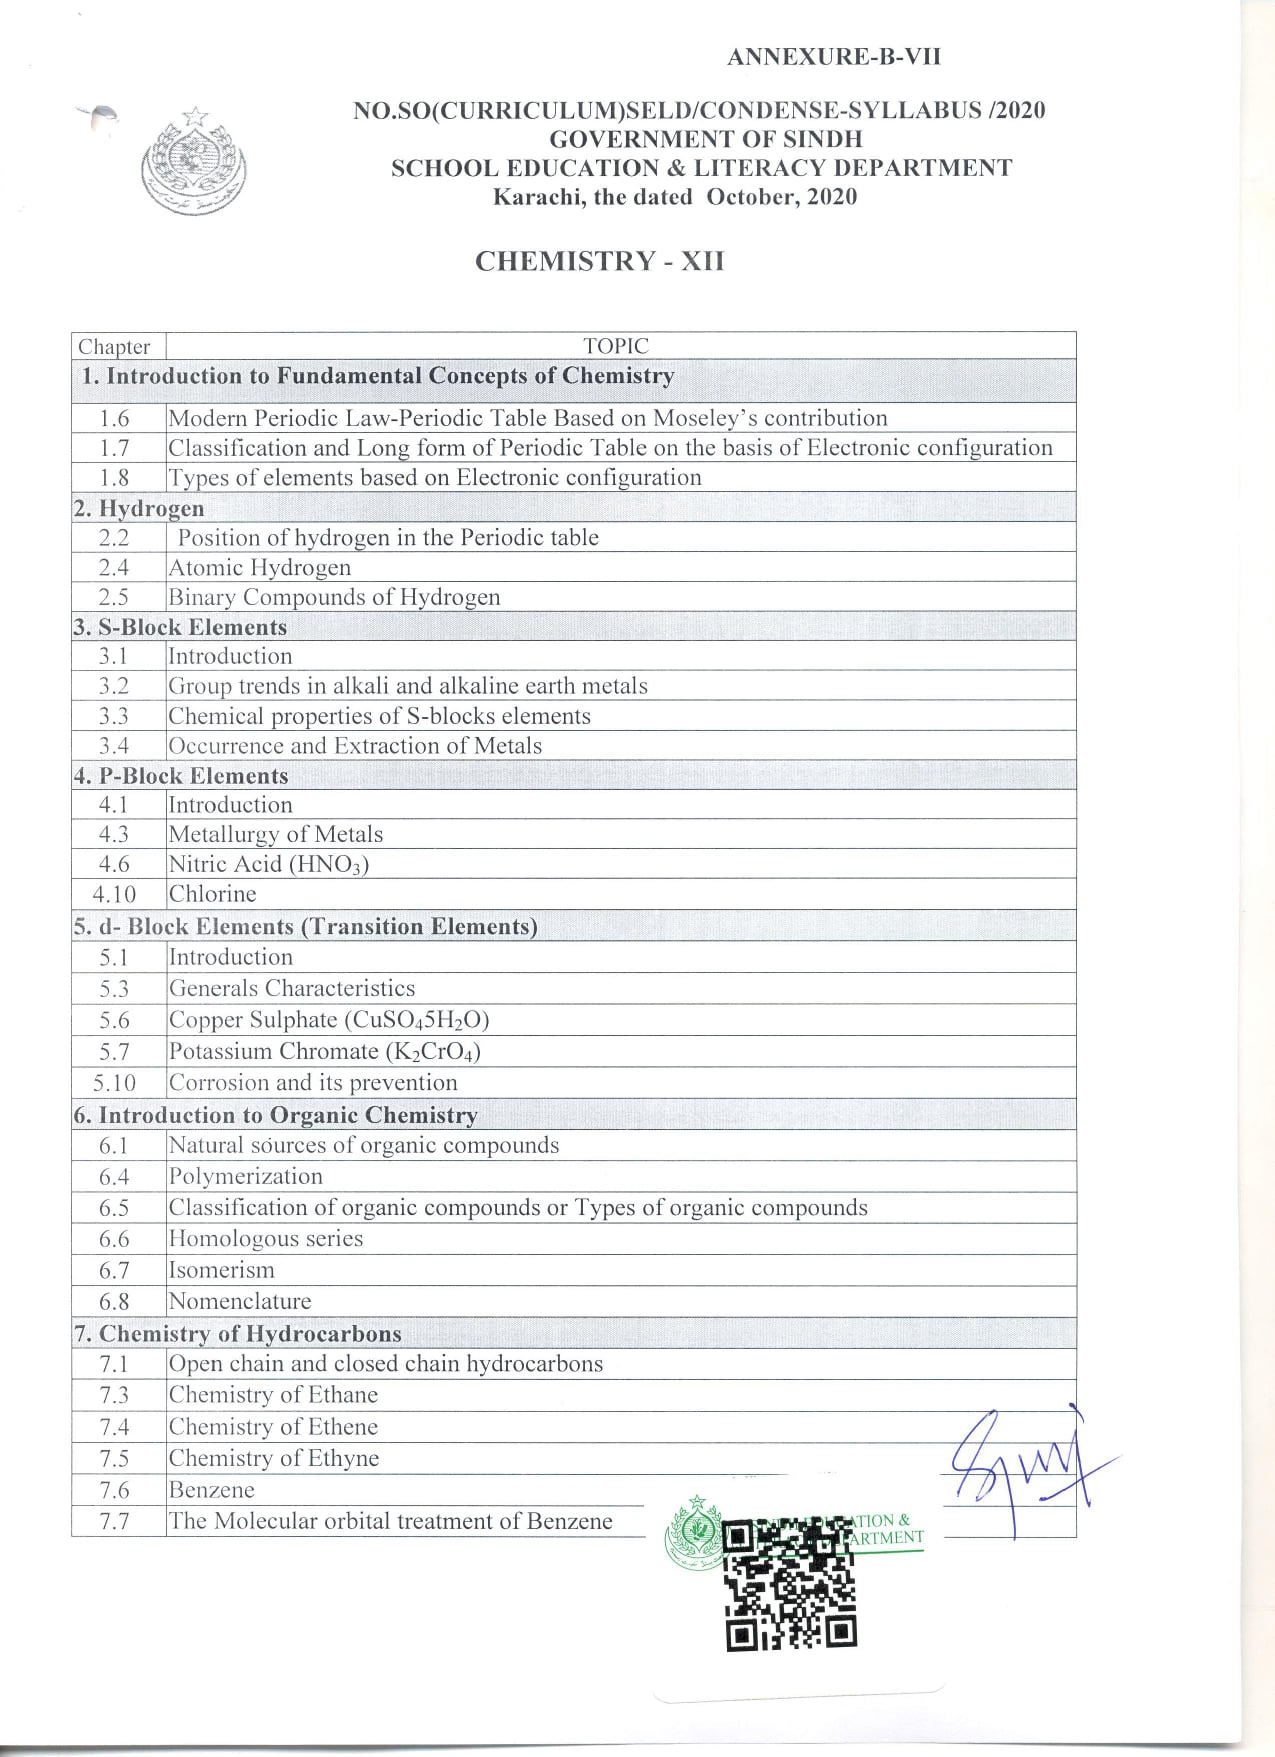 ANNEXURE-B-VII
NO.SO(CURRICULUM)SELD/CONDENSE-SYLLABUS /2020
GOVERNMENT OF SINDH
SCHOOL EDUCATION & LITERACY DEPARTMENT
Karachi, the dated October, 2020
CHEMISTRY - XII
Chapter TOPIC
1. Introduction to Fundamental Concepts of Chemistry
1.6 Modern Periodic Law-Periodic Table Based on Moseley's contribution
1.7 Classification and Long form of Periodic Table on the basis of Electronic configuration
1.8 Types of elements based on Electronic configuration
2. Hydrogen
2.2 Position of hydrogen in the Periodic table
2.4 Atomic Hydrogen
2.5 Binary Compounds of Hydrogen
3. S-Block Elements
3.1 Introduction
3.2 Group trends in alkali and alkaline earth metals
3.3 Chemical properties of S-blocks elements
3.4 Occurrence and Extraction of Metals
4. P-Block Elements
4.1 Introduction
4.3 Metallurgy of Metals
4.6 Nitric Acid (HNO₃)
4.10 Chlorine
5. d- Block Elements (Transition Elements)
5.1 Introduction
5.3 Generals Characteristics
5.6 Copper Sulphate (CuSO₄5H₂O)
5.7 Potassium Chromate (K₂CrO₄)
5.10 Corrosion and its prevention
6. Introduction to Organic Chemistry
6.1 Natural sources of organic compounds
6.4 Polymerization
6.5 Classification of organic compounds or Types of organic compounds
6.6 Homologous series
6.7 Isomerism
6.8 Nomenclature
7. Chemistry of Hydrocarbons
7.1 Open chain and closed chain hydrocarbons
7.3 Chemistry of Ethane
7.4 Chemistry of Ethene
7.5 Chemistry of Ethyne
7.6 Benzene
7.7 The Molecular orbital treatment of Benzene
&